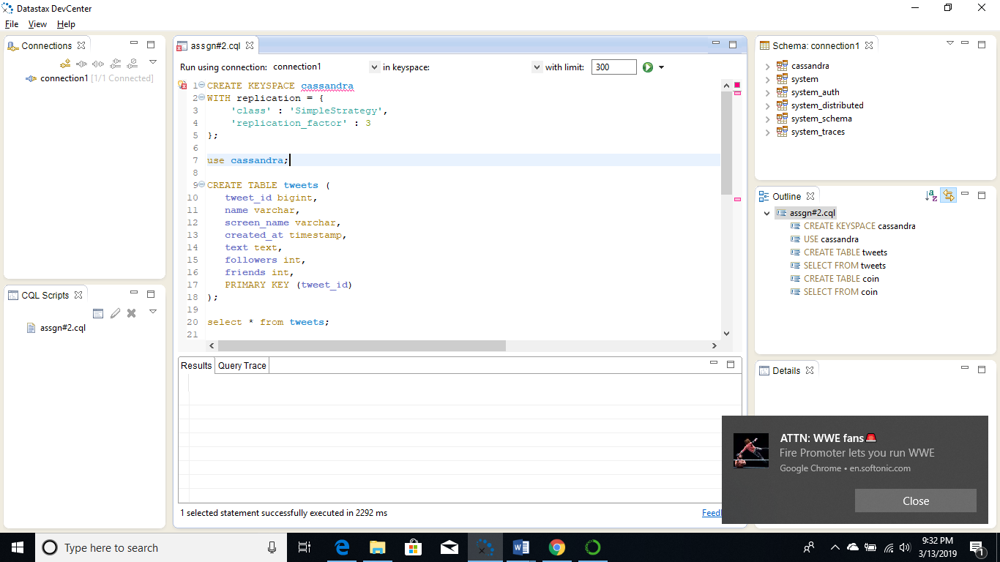 Datastax DevCenter
File View Help
Connections
connection1 [1/1 Connected]
CQL Scripts
assgn#2.cql
assgn#2.cql
Run using connection: connection1 in keyspace: with limit: 300
1 CREATE KEYSPACE cassandra
2 WITH replication = {
3 'class' : 'SimpleStrategy',
4 'replication_factor' : 3
5 };
6
7 use cassandra;
8
9 CREATE TABLE tweets (
10 tweet_id bigint,
11 name varchar,
12 screen_name varchar,
13 created_at timestamp,
14 text text,
15 followers int,
16 friends int,
17 PRIMARY KEY (tweet_id)
18 );
19
20 select * from tweets;
21
Results Query Trace
1 selected statement successfully executed in 2292 ms
Schema: connection1
cassandra
system
system_auth
system_distributed
system_schema
system_traces
Outline
assgn#2.cql
CREATE KEYSPACE cassandra
USE cassandra
CREATE TABLE tweets
SELECT FROM tweets
CREATE TABLE coin
SELECT FROM coin
Details
ATTN: WWE fans🚨
Fire Promoter lets you run WWE
Google Chrome • en.softonic.com
Close
Type here to search
9:32 PM
3/13/2019
1